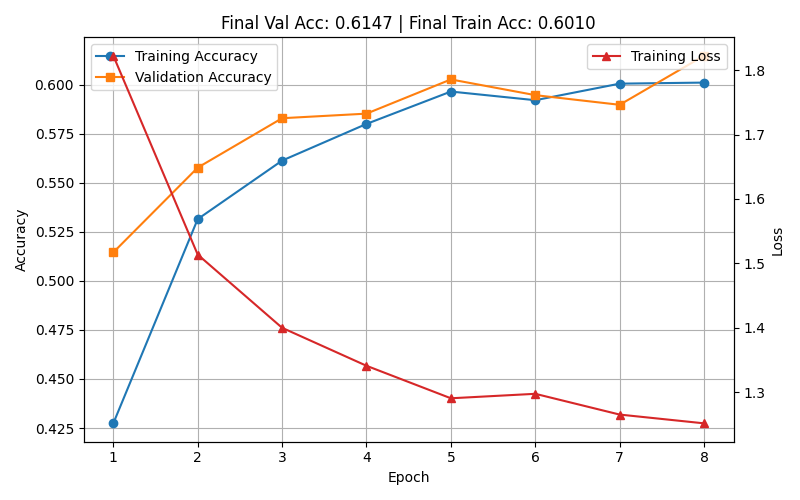 Final Val Acc: 0.6147 | Final Train Acc: 0.6010
Training Accuracy
Validation Accuracy
Training Loss
0.600
0.575
0.550
0.525
0.500
0.475
0.450
0.425
Accuracy
1.8
1.7
1.6
1.5
1.4
1.3
Loss
1 2 3 4 5 6 7 8
Epoch